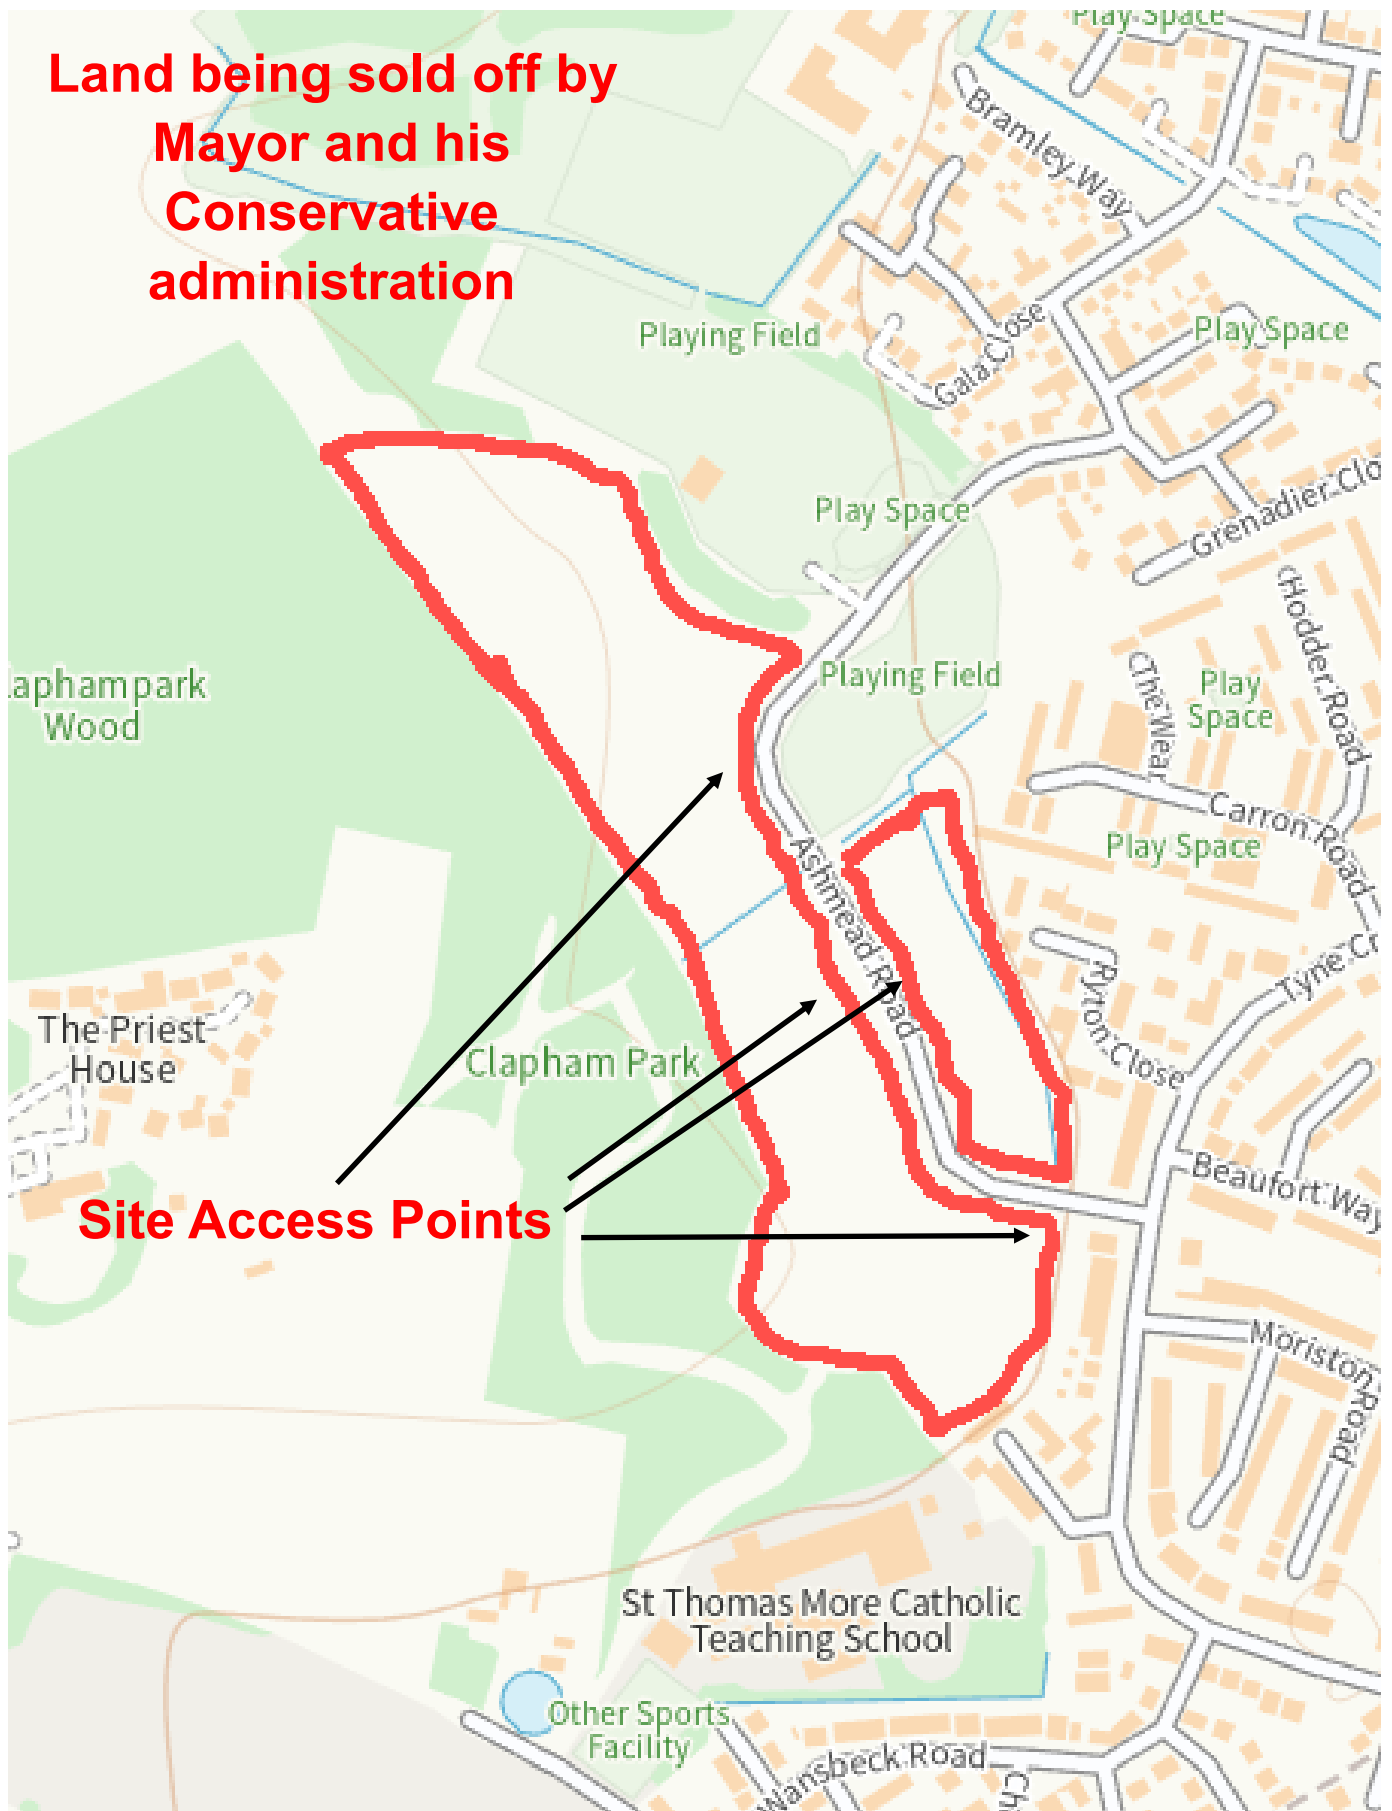 Play Space
Land being sold off by
Mayor and his
Conservative
administration
Bramley Way
Playing Field
Play Space
Gala Close
Play Space
Grenadier Clo
Hodder Road
laphampark
Wood
Playing Field
The Wear
Play
Space
Carron Road
Play Space
Ashmead Road
Tyne Cr
Ryton Close
The Priest
House
Clapham Park
Beaufort Way
Site Access Points
Moriston Road
St Thomas More Catholic
Teaching School
Other Sports
Facility
Wansbeck Road
Ch